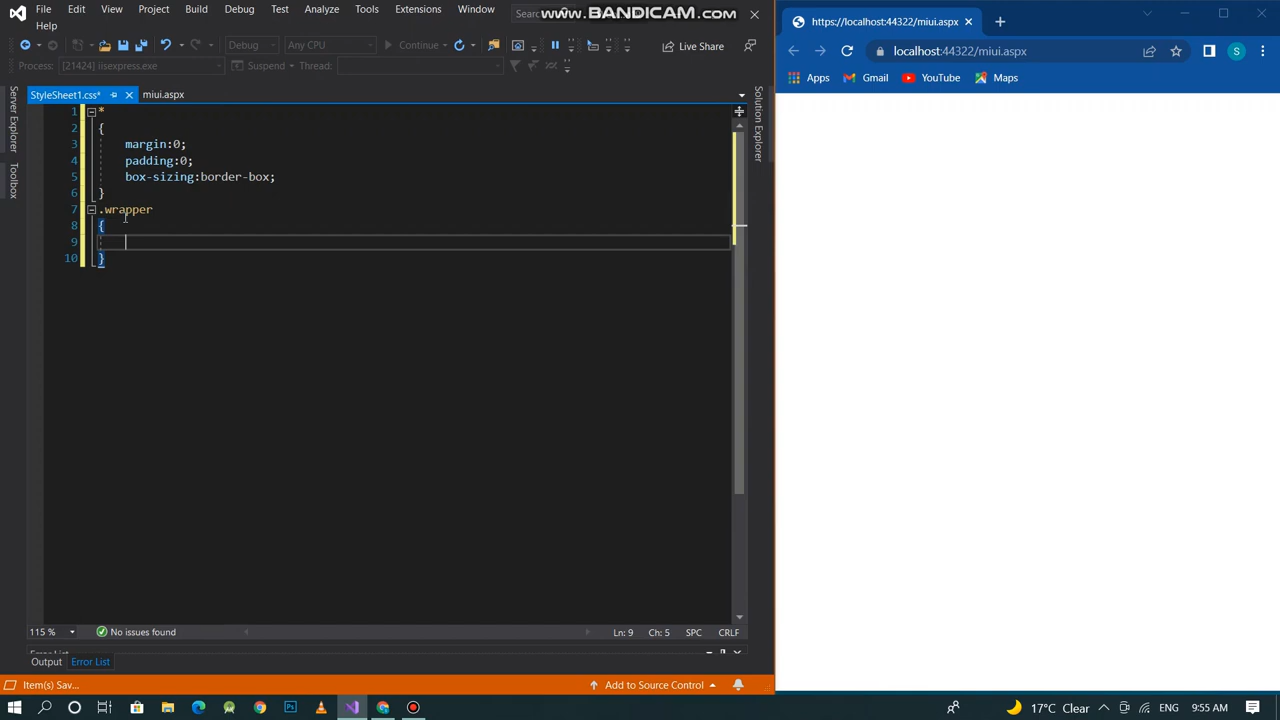 File
Edit
View
Project
Build
Debug
Test
Analyze
Tools
Extensions
Window
Help
www.BANDICAM.com
Debug
Any CPU
Continue
Live Share
Process:
[21424] iisexpress.exe
Suspend
Thread:
Server Explorer
Toolbox
StyleSheet1.css*
miui.aspx
Solution Explorer
1 *
2 {
3 margin:0;
4 padding:0;
5 box-sizing:border-box;
6 }
7 .wrapper
8 {
9
10 }
115 %
No issues found
Ln: 9
Ch: 5
SPC
CRLF
Output
Error List
Item(s) Sav...
Add to Source Control
https://localhost:44322/miui.aspx
localhost:44322/miui.aspx
S
Apps
Gmail
YouTube
Maps
Ps
17°C Clear
ENG
9:55 AM